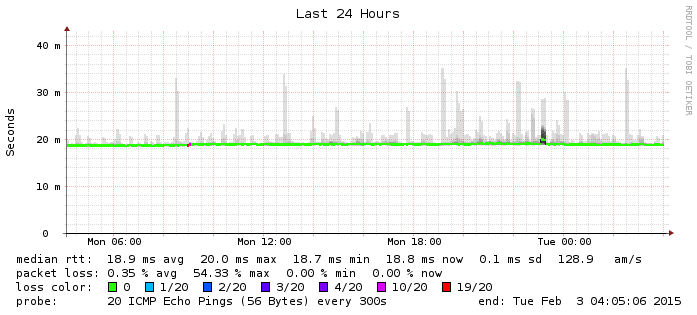 Last 24 Hours
RRDTOOL / TOBI OETIKER
Seconds
40 m
30 m
20 m
10 m
0
Mon 06:00 Mon 12:00 Mon 18:00 Tue 00:00
median rtt: 18.9 ms avg 20.0 ms max 18.7 ms min 18.8 ms now 0.1 ms sd 128.9 am/s
packet loss: 0.35 % avg 54.33 % max 0.00 % min 0.00 % now
loss color: 0 1/20 2/20 3/20 4/20 10/20 19/20
probe: 20 ICMP Echo Pings (56 Bytes) every 300s end: Tue Feb 3 04:05:06 2015